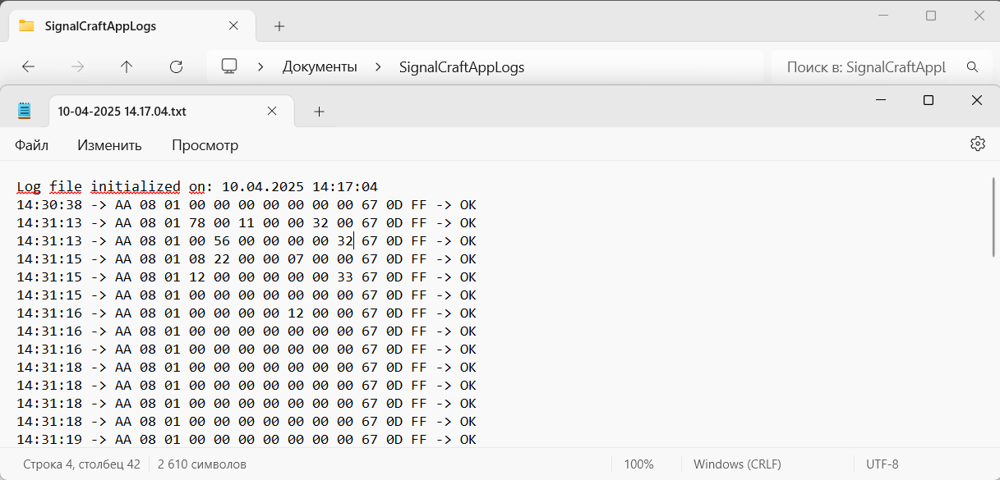 SignalCraftAppLogs
Документы > SignalCraftAppLogs
Поиск в: SignalCraftAppl
10-04-2025 14.17.04.txt
Файл Изменить Просмотр
Log file initialized on: 10.04.2025 14:17:04
14:30:38 -> AA 08 01 00 00 00 00 00 00 00 67 0D FF -> OK
14:31:13 -> AA 08 01 78 00 11 00 00 32 00 67 0D FF -> OK
14:31:13 -> AA 08 01 00 56 00 00 00 00 32 67 0D FF -> OK
14:31:15 -> AA 08 01 08 22 00 00 07 00 00 67 0D FF -> OK
14:31:15 -> AA 08 01 12 00 00 00 00 00 33 67 0D FF -> OK
14:31:15 -> AA 08 01 00 00 00 00 00 00 00 67 0D FF -> OK
14:31:16 -> AA 08 01 00 00 00 00 12 00 00 67 0D FF -> OK
14:31:16 -> AA 08 01 00 00 00 00 00 00 00 67 0D FF -> OK
14:31:16 -> AA 08 01 00 00 00 00 00 00 00 67 0D FF -> OK
14:31:18 -> AA 08 01 00 00 00 00 00 00 00 67 0D FF -> OK
14:31:18 -> AA 08 01 00 00 00 00 00 00 00 67 0D FF -> OK
14:31:18 -> AA 08 01 00 00 00 00 00 00 00 67 0D FF -> OK
14:31:18 -> AA 08 01 00 00 00 00 00 00 00 67 0D FF -> OK
14:31:19 -> AA 08 01 00 00 00 00 00 00 00 67 0D FF -> OK
Строка 4, столбец 42 2 610 символов 100% Windows (CRLF) UTF-8